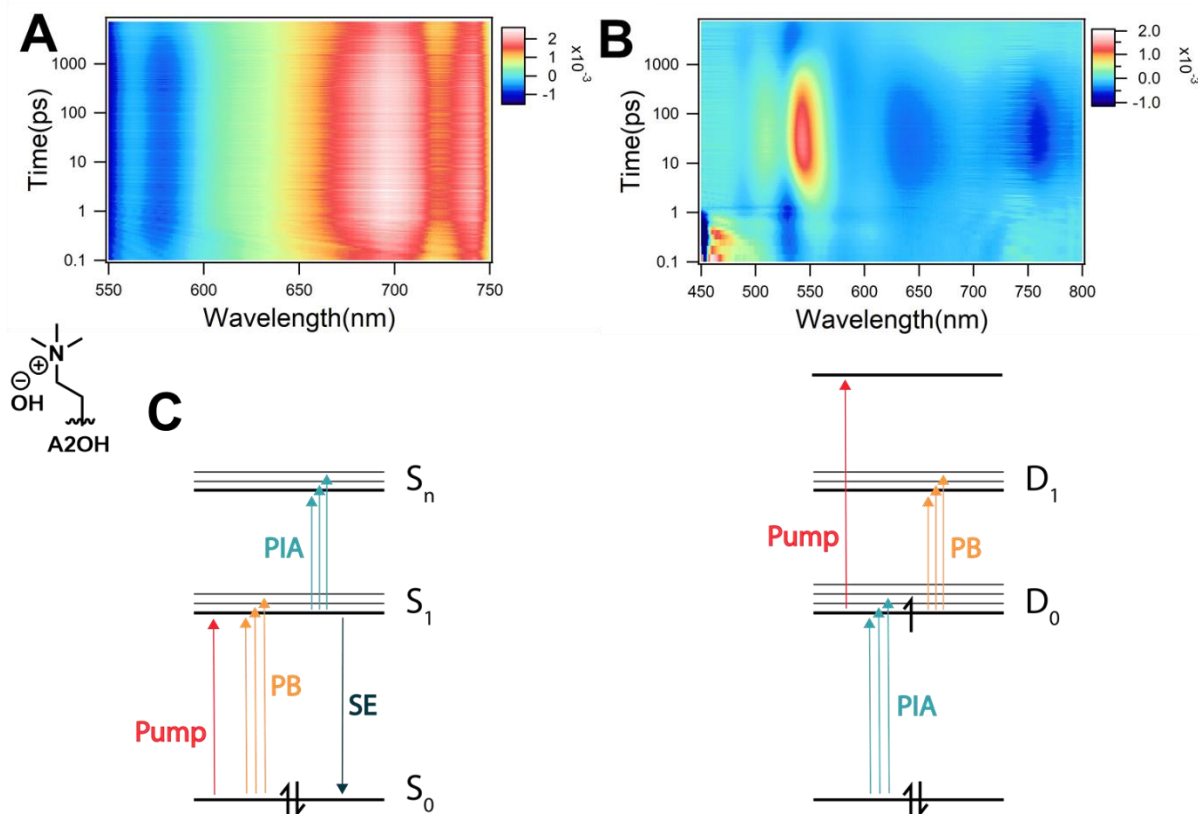 A
Time(ps)
1000
100
10
1
0.1
550
600
650
700
750
Wavelength(nm)
2
1
0
-1
x10⁻³
B
Time(ps)
1000
100
10
1
0.1
450
500
550
600
650
700
750
800
Wavelength(nm)
2.0
1.0
0.0
-1.0
x10⁻³
N
⊕
⊖
OH
A2OH
C
Sₙ
PIA
S₁
PB
SE
Pump
S₀
D₁
Pump
PB
D₀
PIA